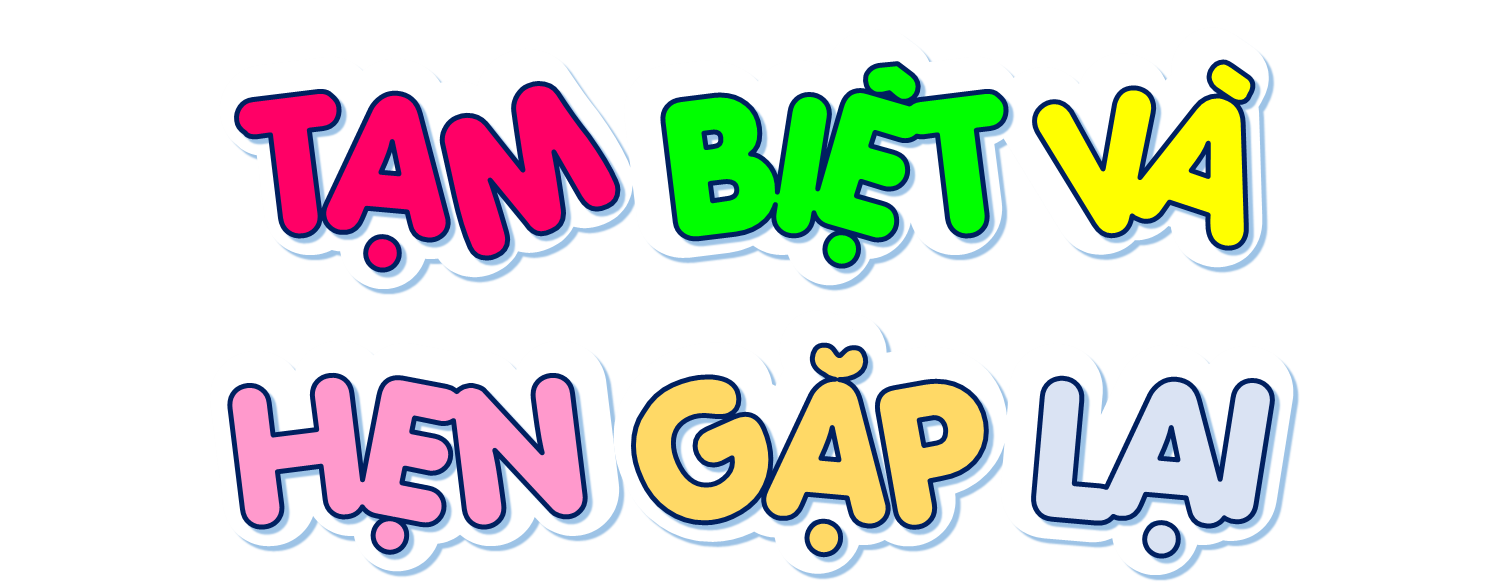 TẠM BIỆT VÀ
HẸN GẶP LẠI